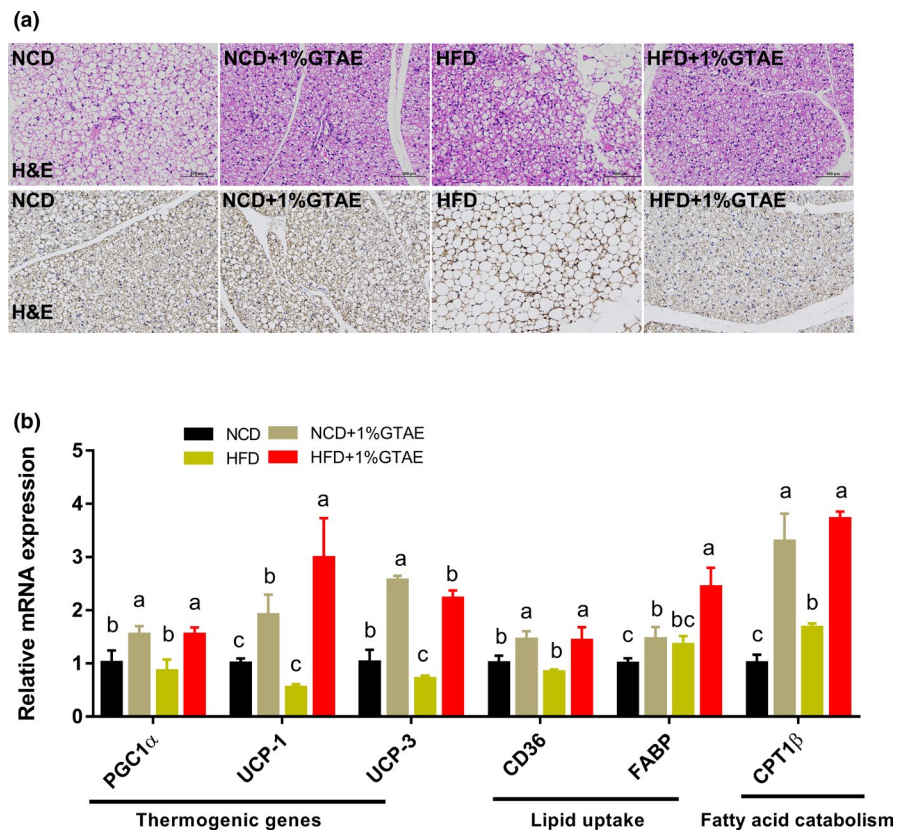 (a)
NCD NCD+1%GTAE HFD HFD+1%GTAE
H&E
NCD NCD+1%GTAE HFD HFD+1%GTAE
H&E
(b)
NCD NCD+1%GTAE
HFD HFD+1%GTAE
Relative mRNA expression
5
4
3
2
1
0
b a b a
c b c a
b a c b
b a b a
c b bc a
c a b a
PGC1α UCP-1 UCP-3 CD36 FABP CPT1β
Thermogenic genes Lipid uptake Fatty acid catabolism